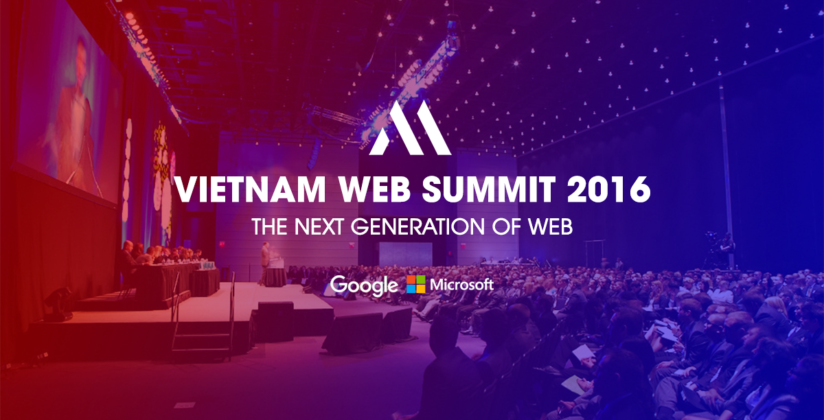 VIETNAM WEB SUMMIT 2016
THE NEXT GENERATION OF WEB
Google Microsoft